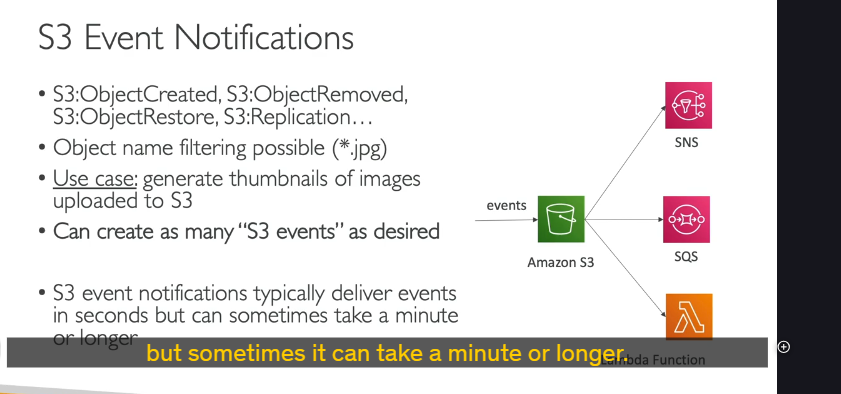 S3 Event Notifications
• S3:ObjectCreated, S3:ObjectRemoved,
S3:ObjectRestore, S3:Replication…
• Object name filtering possible (*.jpg)
• Use case: generate thumbnails of images
uploaded to S3
• Can create as many “S3 events” as desired
• S3 event notifications typically deliver events
in seconds but can sometimes take a minute
or longer
events
Amazon S3
SNS
SQS
Lambda Function
but sometimes it can take a minute or longer.